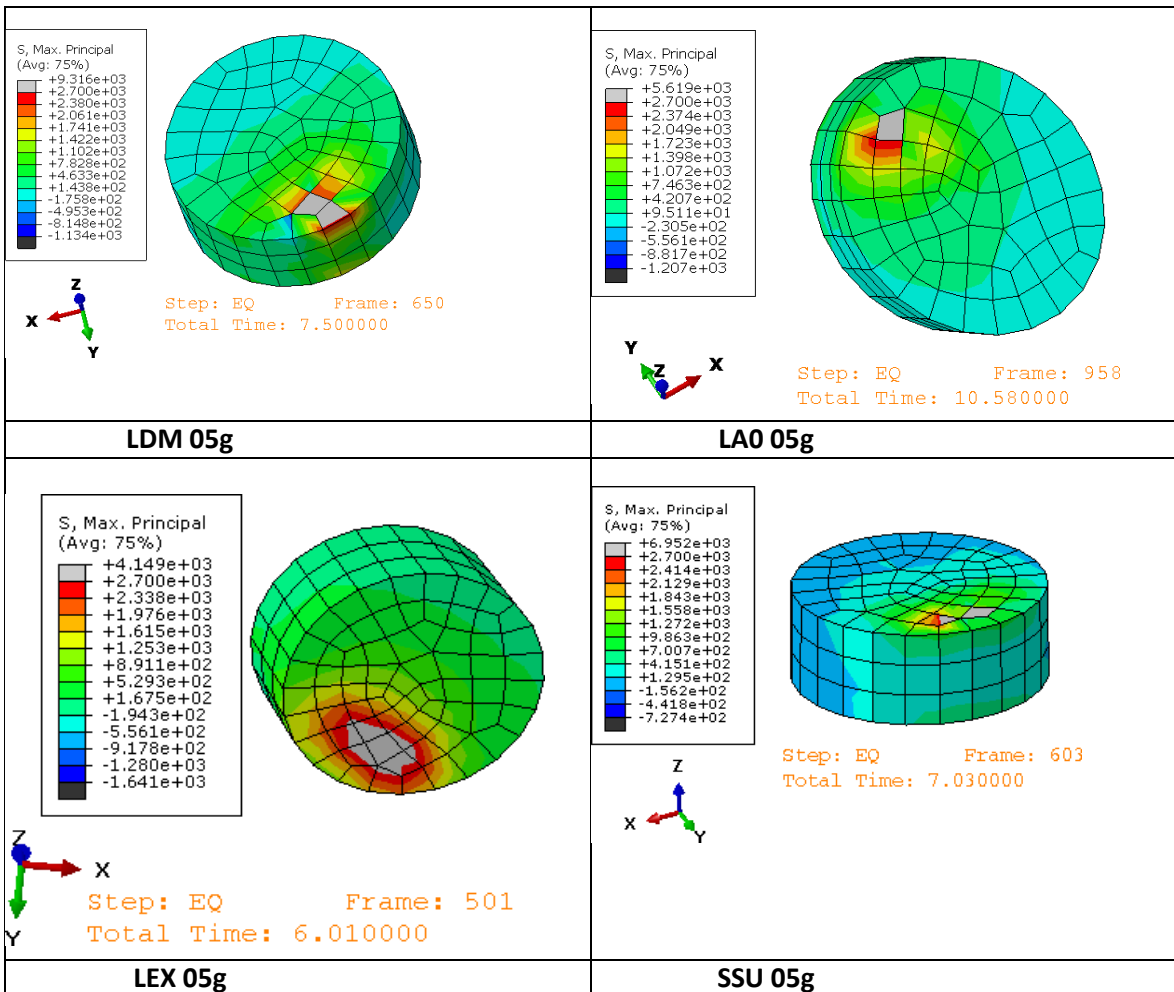 S, Max. Principal
(Avg: 75%)
+9.316e+03
+2.700e+03
+2.380e+03
+2.061e+03
+1.741e+03
+1.422e+03
+1.102e+03
+7.828e+02
+4.633e+02
+1.438e+02
-1.758e+02
-4.953e+02
-8.148e+02
-1.134e+03
Z
X
Y
Step: EQ Frame: 650
Total Time: 7.500000
LDM 05g
S, Max. Principal
(Avg: 75%)
+5.619e+03
+2.700e+03
+2.374e+03
+2.049e+03
+1.723e+03
+1.398e+03
+1.072e+03
+7.463e+02
+4.207e+02
+9.511e+01
-2.305e+02
-5.561e+02
-8.817e+02
-1.207e+03
Y
Z
X
Step: EQ Frame: 958
Total Time: 10.580000
LA0 05g
S, Max. Principal
(Avg: 75%)
+4.149e+03
+2.700e+03
+2.338e+03
+1.976e+03
+1.615e+03
+1.253e+03
+8.911e+02
+5.293e+02
+1.675e+02
-1.943e+02
-5.561e+02
-9.178e+02
-1.280e+03
-1.641e+03
Z
X
Y
Step: EQ Frame: 501
Total Time: 6.010000
LEX 05g
S, Max. Principal
(Avg: 75%)
+6.952e+03
+2.700e+03
+2.414e+03
+2.129e+03
+1.843e+03
+1.558e+03
+1.272e+03
+9.863e+02
+7.007e+02
+4.151e+02
+1.295e+02
-1.562e+02
-4.418e+02
-7.274e+02
Step: EQ Frame: 603
Total Time: 7.030000
Z
X
Y
SSU 05g